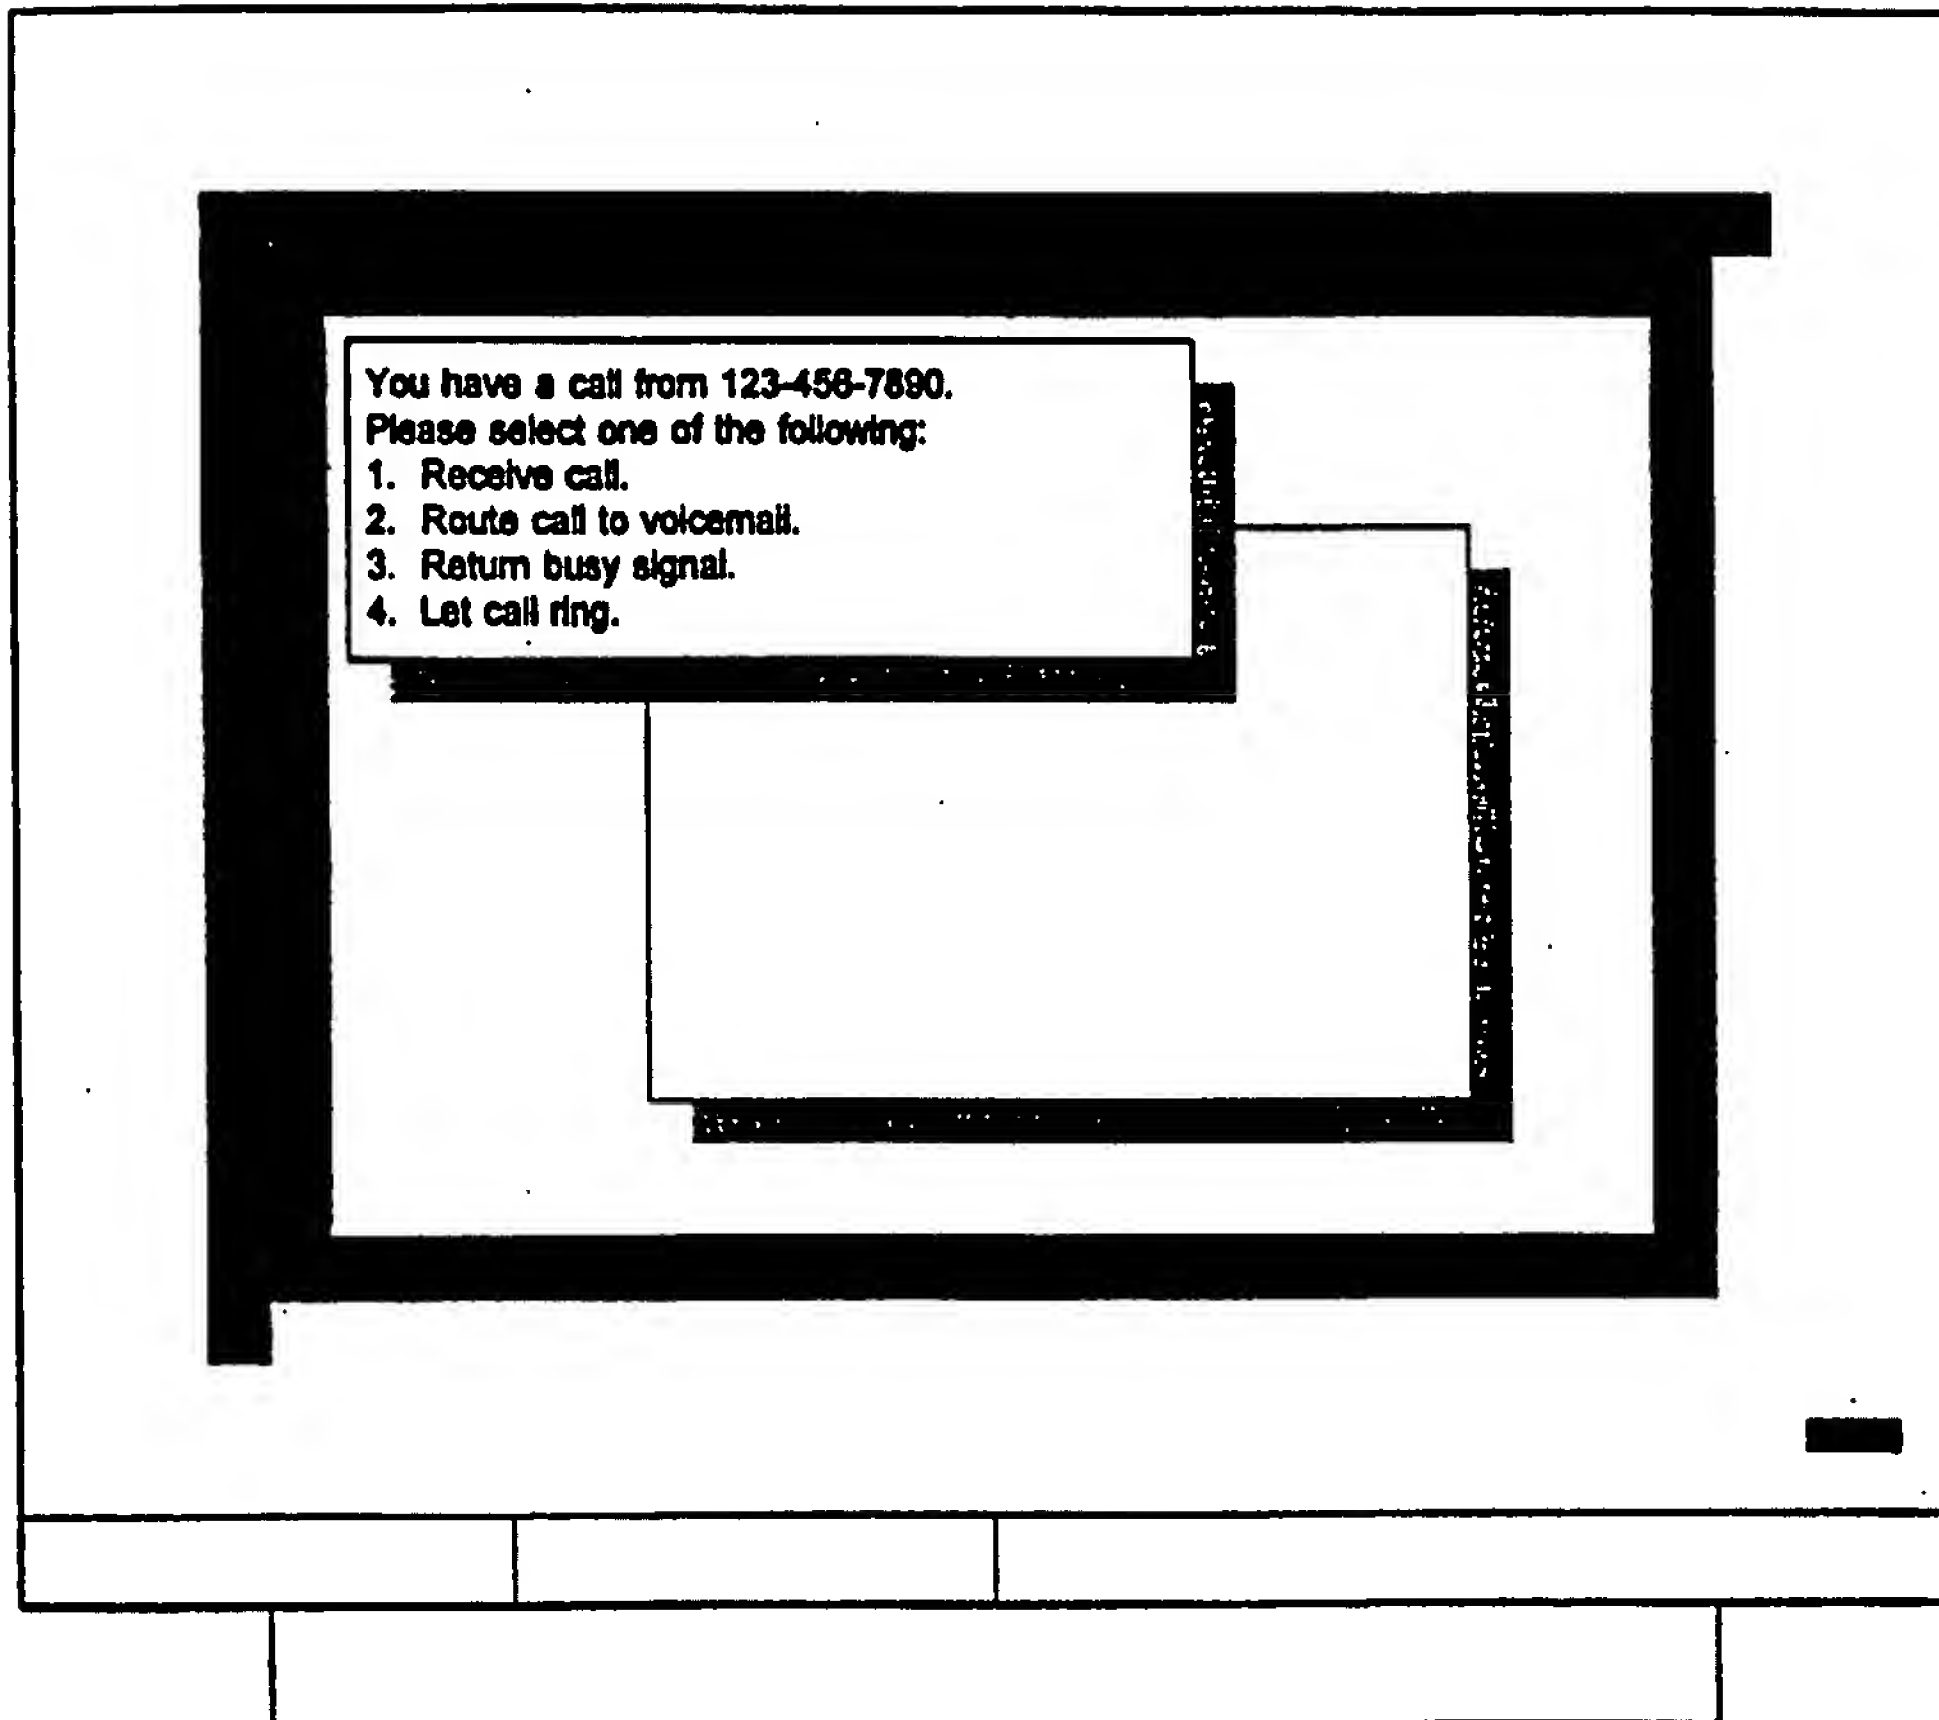 You have a call from 123-456-7890.
Please select one of the following:
1. Receive call.
2. Route call to voicemail.
3. Return busy signal.
4. Let call ring.